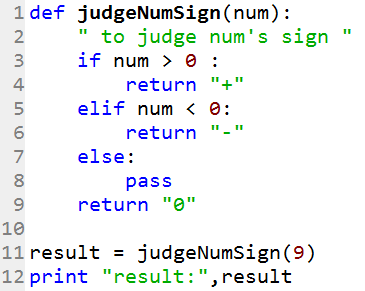 1 def judgeNumSign(num):
2     " to judge num's sign "
3     if num > 0 :
4         return "+"
5     elif num < 0:
6         return "-"
7     else:
8         pass
9     return "0"
10
11 result = judgeNumSign(9)
12 print "result:",result